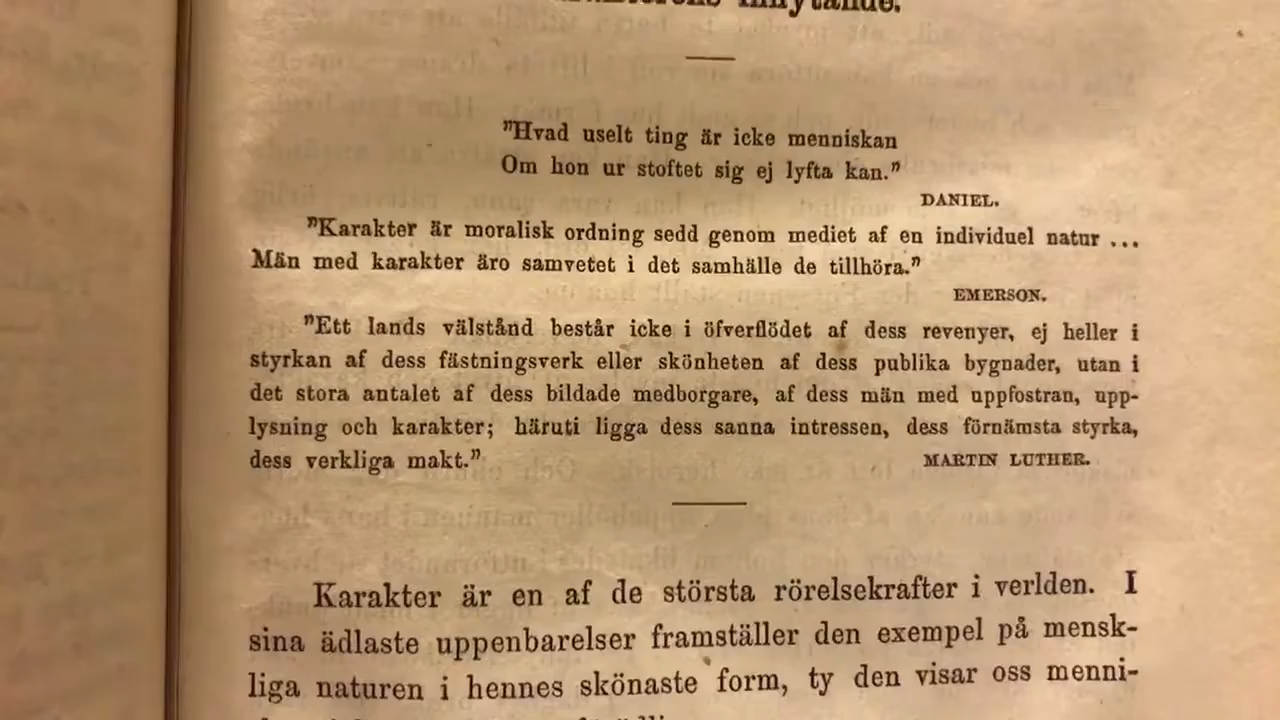 "Hvad uselt ting är icke menniskan
Om hon ur stoftet sig ej lyfta kan."
DANIEL.
"Karakter är moralisk ordning sedd genom mediet af en individuel natur ...
Män med karakter äro samvetet i det samhälle de tillhöra."
EMERSON.
"Ett lands välstånd består icke i öfverflödet af dess revenyer, ej heller i
styrkan af dess fästningsverk eller skönheten af dess publika bygnader, utan i
det stora antalet af dess bildade medborgare, af dess män med uppfostran, upp-
lysning och karakter; häruti ligga dess sanna intressen, dess förnämsta styrka,
dess verkliga makt." MARTIN LUTHER.
Karakter är en af de största rörelsekrafter i verlden. I
sina ädlaste uppenbarelser framställer den exempel på mensk-
liga naturen i hennes skönaste form, ty den visar oss menni-